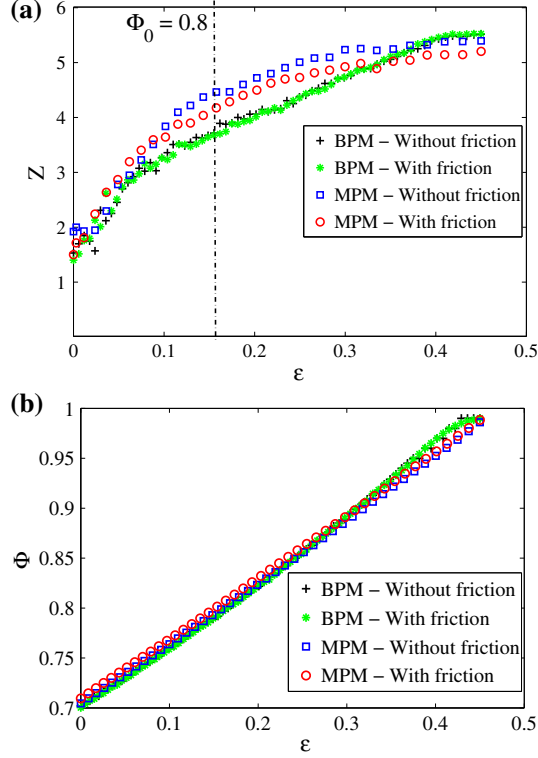 (a)
Φ₀ = 0.8
6
5
4
3
2
1
0
Z
BPM − Without friction
BPM − With friction
MPM − Without friction
MPM − With friction
0 0.1 0.2 0.3 0.4 0.5
ε
(b)
1
0.95
0.9
0.85
0.8
0.75
0.7
Φ
BPM − Without friction
BPM − With friction
MPM − Without friction
MPM − With friction
0 0.1 0.2 0.3 0.4 0.5
ε